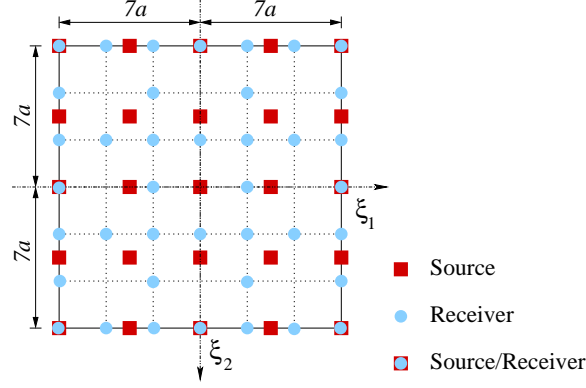 7a 7a
7a
7a
ξ1
ξ2
Source
Receiver
Source/Receiver